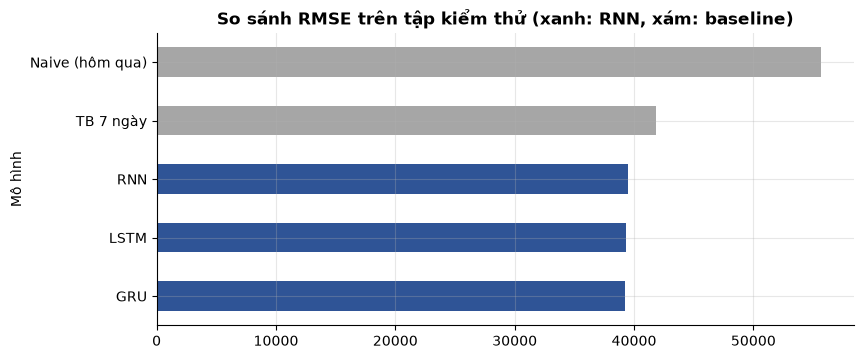 So sánh RMSE trên tập kiểm thử (xanh: RNN, xám: baseline)
Mô hình
Naive (hôm qua)
TB 7 ngày
RNN
LSTM
GRU
0 10000 20000 30000 40000 50000